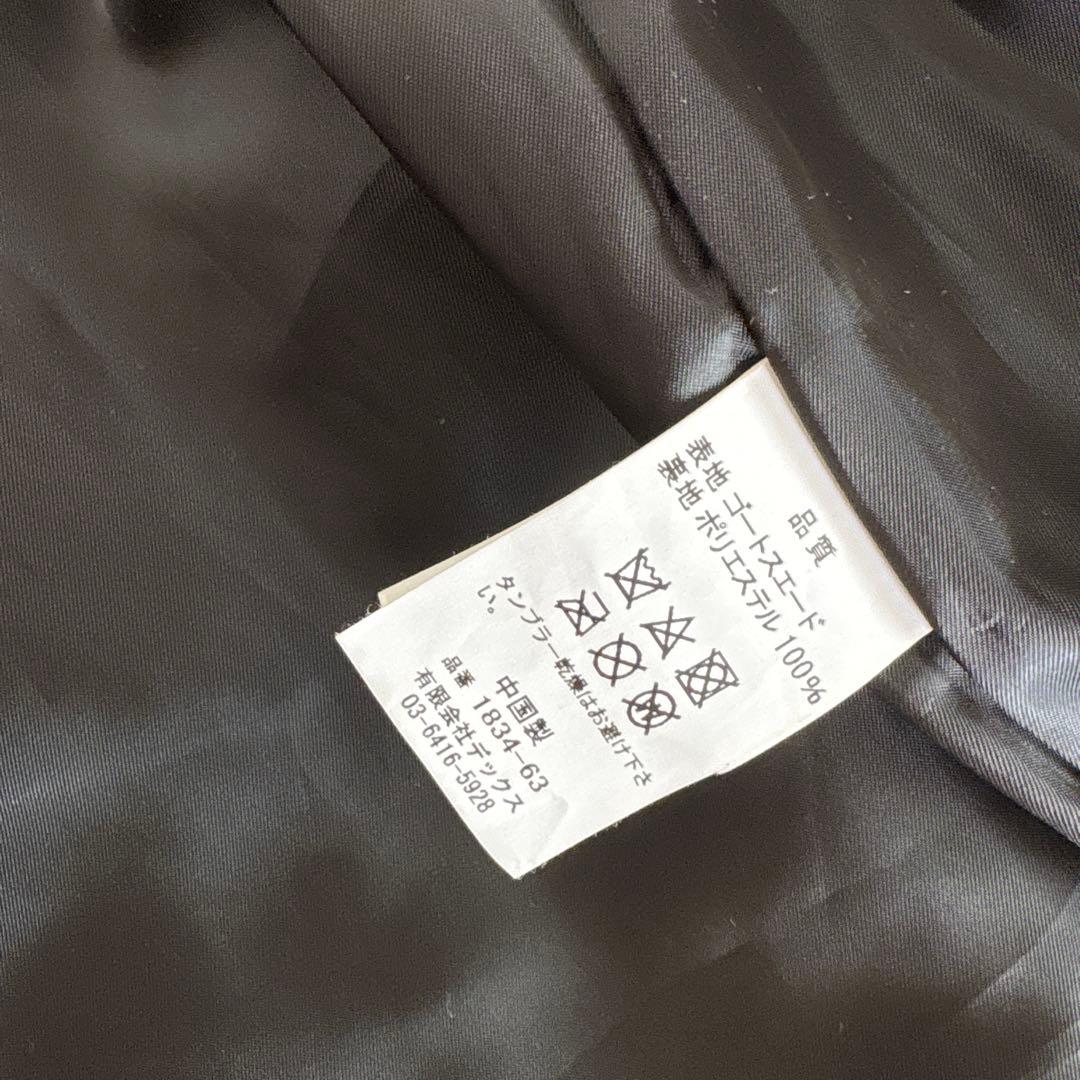 品質
表地 ゴートスエード
裏地 ポリエステル 100%
タンブラー乾燥はお避け下さ
い。
中国製
品番 1834-63
有限会社デックス
03-6416-5928